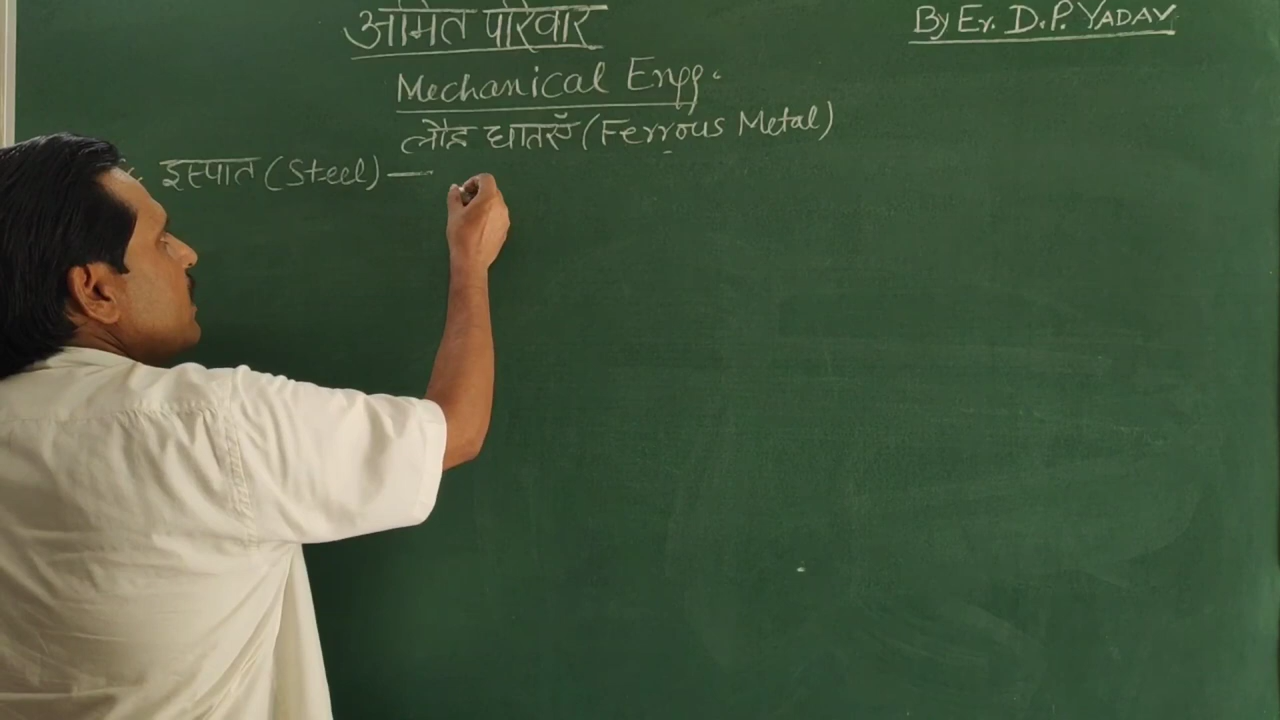 अमित परिवार
By Er. D.P. YADAV
Mechanical Engg.
लौह धातुएँ (Ferrous Metal)
इस्पात (Steel) —